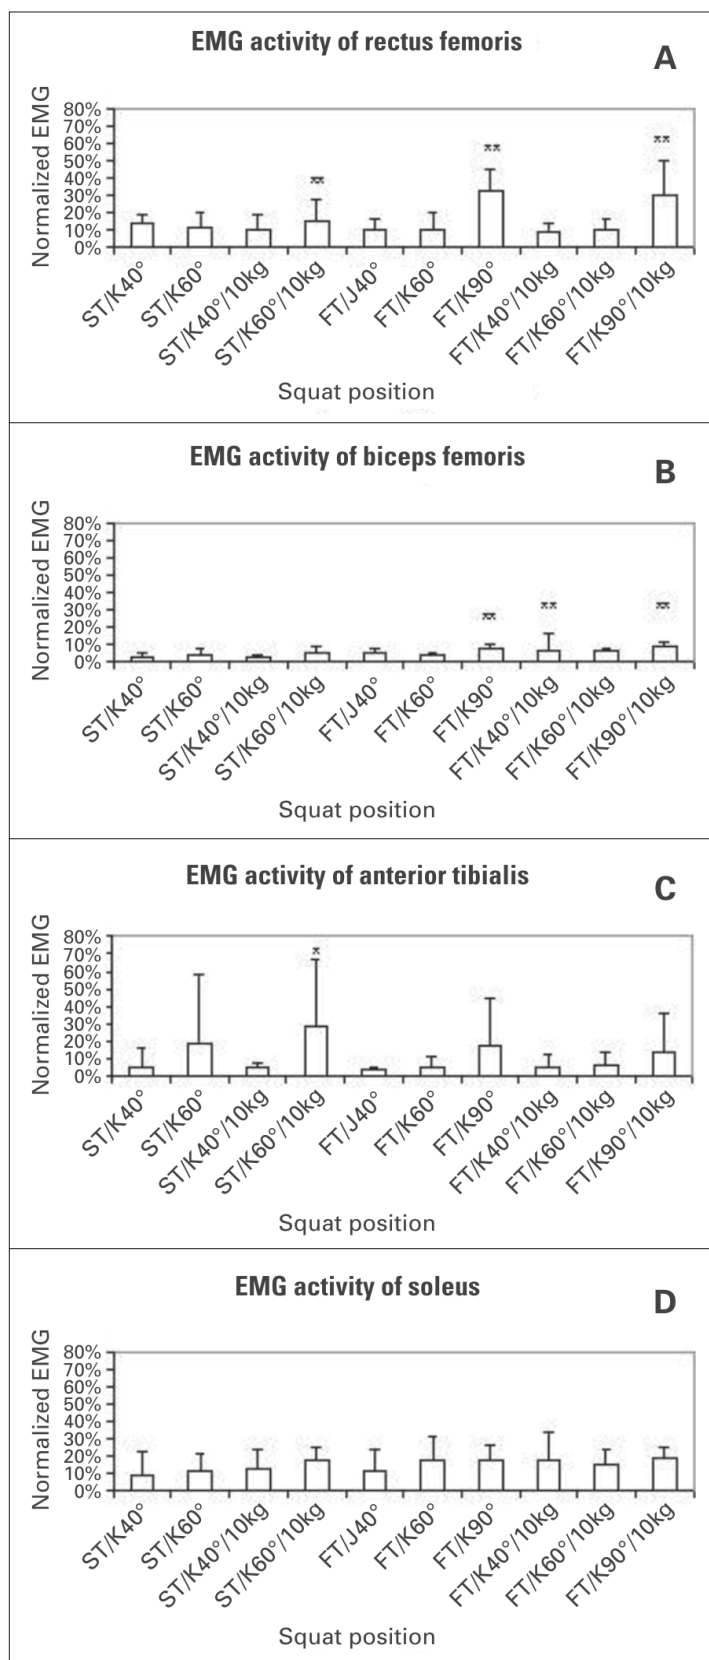 EMG activity of rectus femoris
A
Normalized EMG
80%
70%
60%
50%
40%
30%
20%
10%
0%
**
**
**
ST/K40°
ST/K60°
ST/K40°/10kg
ST/K60°/10kg
FT/J40°
FT/K60°
FT/K90°
FT/K40°/10kg
FT/K60°/10kg
FT/K90°/10kg
Squat position
EMG activity of biceps femoris
B
Normalized EMG
80%
70%
60%
50%
40%
30%
20%
10%
0%
**
**
**
ST/K40°
ST/K60°
ST/K40°/10kg
ST/K60°/10kg
FT/J40°
FT/K60°
FT/K90°
FT/K40°/10kg
FT/K60°/10kg
FT/K90°/10kg
Squat position
EMG activity of anterior tibialis
C
Normalized EMG
80%
70%
60%
50%
40%
30%
20%
10%
0%
*
ST/K40°
ST/K60°
ST/K40°/10kg
ST/K60°/10kg
FT/J40°
FT/K60°
FT/K90°
FT/K40°/10kg
FT/K60°/10kg
FT/K90°/10kg
Squat position
EMG activity of soleus
D
Normalized EMG
80%
70%
60%
50%
40%
30%
20%
10%
0%
ST/K40°
ST/K60°
ST/K40°/10kg
ST/K60°/10kg
FT/J40°
FT/K60°
FT/K90°
FT/K40°/10kg
FT/K60°/10kg
FT/K90°/10kg
Squat position